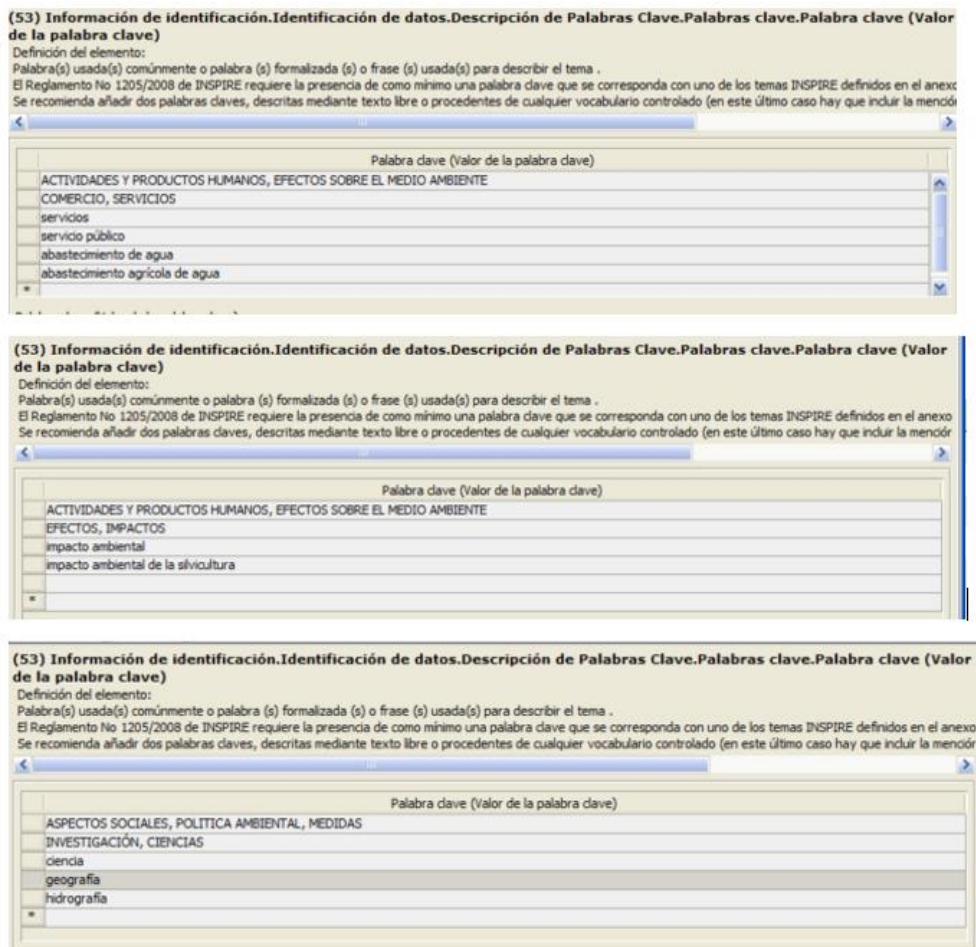 (53) Información de identificación.Identificación de datos.Descripción de Palabras Clave.Palabras clave.Palabra clave (Valor
de la palabra clave)
Definición del elemento:
Palabra(s) usada(s) comúnmente o palabra (s) formalizada (s) o frase (s) usada(s) para describir el tema .
El Reglamento No 1205/2008 de INSPIRE requiere la presencia de como mínimo una palabra clave que se corresponda con uno de los temas INSPIRE definidos en el anexo
Se recomienda añadir dos palabras claves, descritas mediante texto libre o procedentes de cualquier vocabulario controlado (en este último caso hay que incluir la menció
Palabra clave (Valor de la palabra clave)
ACTIVIDADES Y PRODUCTOS HUMANOS, EFECTOS SOBRE EL MEDIO AMBIENTE
COMERCIO, SERVICIOS
servicios
servicio público
abastecimiento de agua
abastecimiento agrícola de agua
*
(53) Información de identificación.Identificación de datos.Descripción de Palabras Clave.Palabras clave.Palabra clave (Valor
de la palabra clave)
Definición del elemento:
Palabra(s) usada(s) comúnmente o palabra (s) formalizada (s) o frase (s) usada(s) para describir el tema .
El Reglamento No 1205/2008 de INSPIRE requiere la presencia de como mínimo una palabra clave que se corresponda con uno de los temas INSPIRE definidos en el anexo
Se recomienda añadir dos palabras claves, descritas mediante texto libre o procedentes de cualquier vocabulario controlado (en este último caso hay que incluir la menciór
Palabra clave (Valor de la palabra clave)
ACTIVIDADES Y PRODUCTOS HUMANOS, EFECTOS SOBRE EL MEDIO AMBIENTE
EFECTOS, IMPACTOS
impacto ambiental
impacto ambiental de la silvicultura
*
(53) Información de identificación.Identificación de datos.Descripción de Palabras Clave.Palabras clave.Palabra clave (Valor
de la palabra clave)
Definición del elemento:
Palabra(s) usada(s) comúnmente o palabra (s) formalizada (s) o frase (s) usada(s) para describir el tema .
El Reglamento No 1205/2008 de INSPIRE requiere la presencia de como mínimo una palabra clave que se corresponda con uno de los temas INSPIRE definidos en el anexo
Se recomienda añadir dos palabras claves, descritas mediante texto libre o procedentes de cualquier vocabulario controlado (en este último caso hay que incluir la mención
Palabra clave (Valor de la palabra clave)
ASPECTOS SOCIALES, POLITICA AMBIENTAL, MEDIDAS
INVESTIGACIÓN, CIENCIAS
ciencia
geografía
hidrografía
*